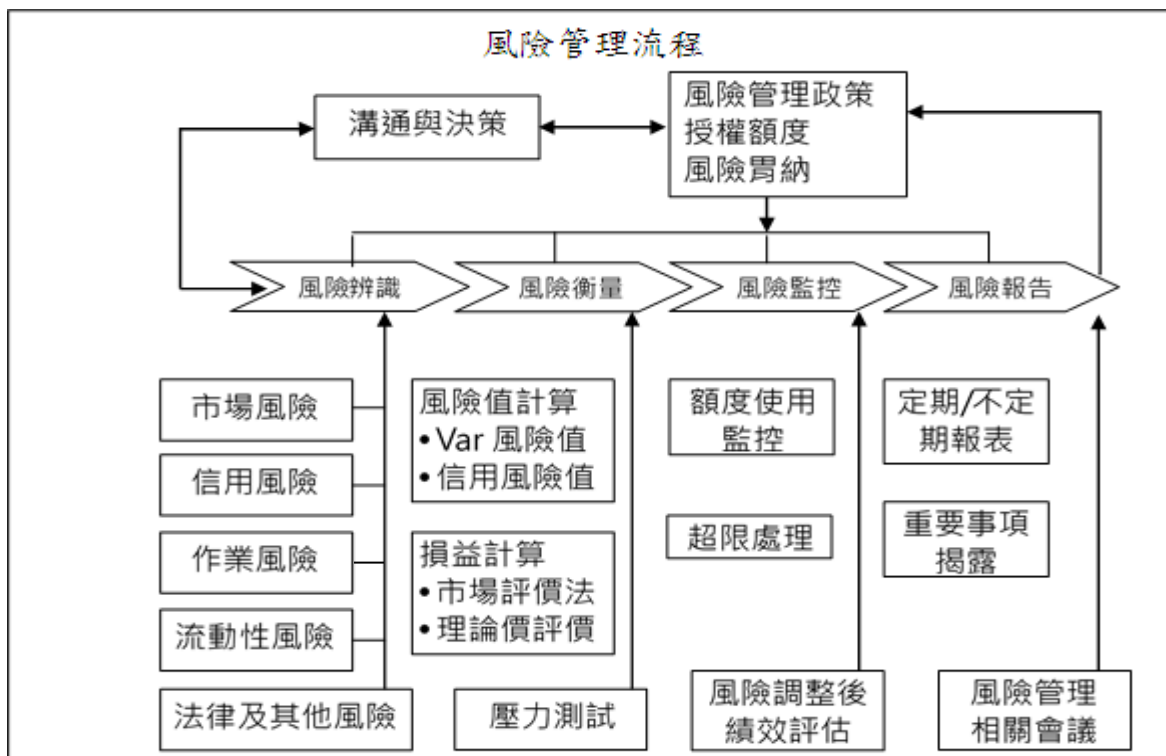 風險管理流程
溝通與決策
風險管理政策
授權額度
風險胃納
風險辨識
風險衡量
風險監控
風險報告
市場風險
信用風險
作業風險
流動性風險
法律及其他風險
風險值計算
•Var 風險值
•信用風險值
損益計算
•市場評價法
•理論價評價
壓力測試
額度使用
監控
超限處理
風險調整後
績效評估
定期/不定
期報表
重要事項
揭露
風險管理
相關會議